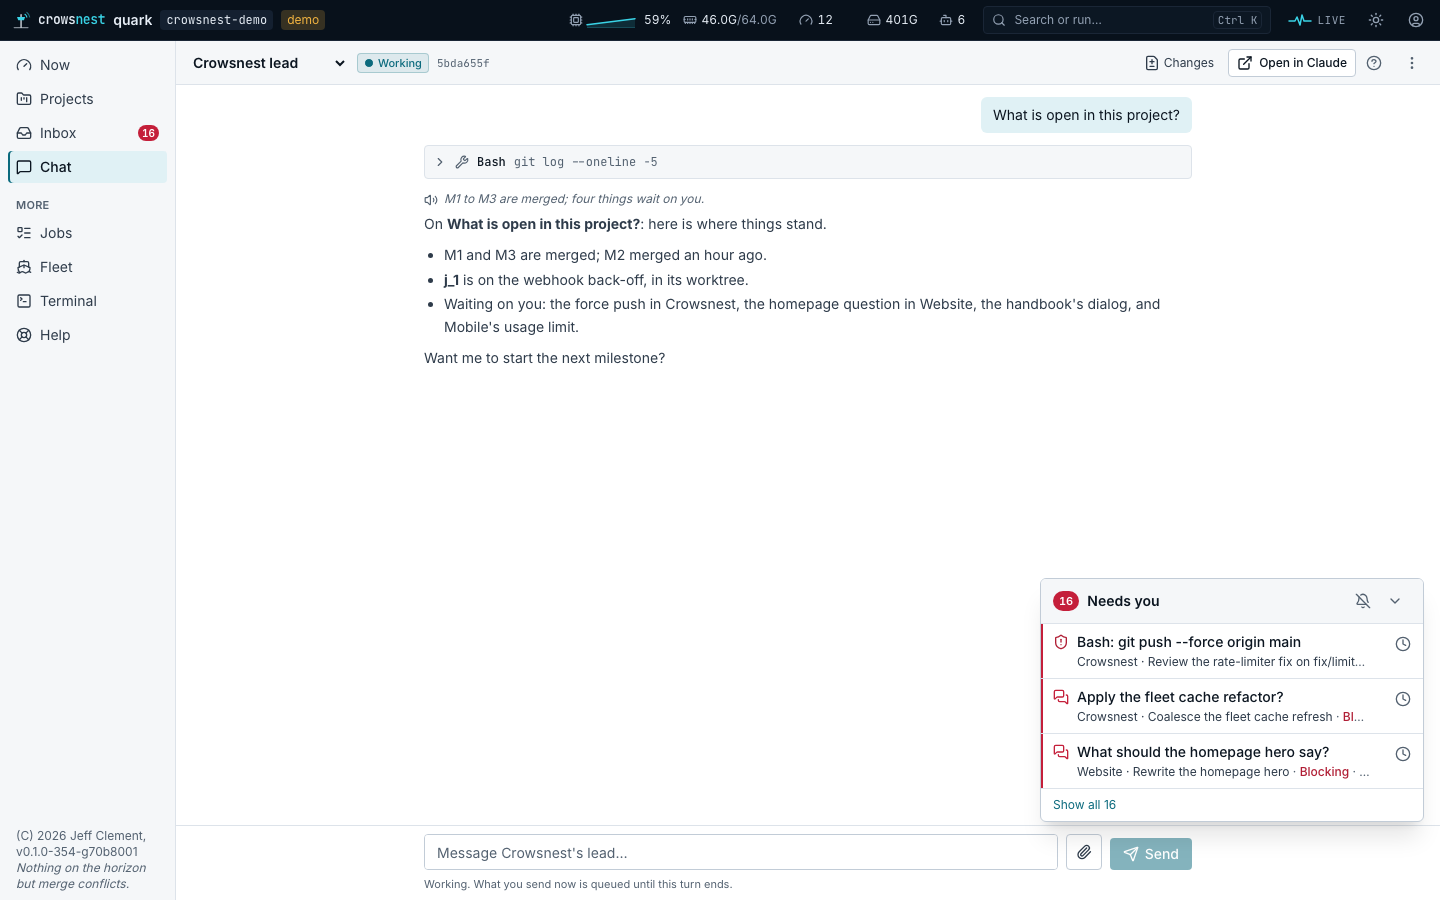 crowsnest quark crowsnest-demo demo 59% 46.0G/64.0G 12 401G 6 Search or run... Ctrl K LIVE
Now
Projects
Inbox 16
Chat
MORE
Jobs
Fleet
Terminal
Help
(C) 2026 Jeff Clement,
v0.1.0-354-g70b8001
Nothing on the horizon
but merge conflicts.
Crowsnest lead Working 5bda655f Changes Open in Claude
What is open in this project?
Bash git log --oneline -5
M1 to M3 are merged; four things wait on you.
On What is open in this project?: here is where things stand.
• M1 and M3 are merged; M2 merged an hour ago.
• j_1 is on the webhook back-off, in its worktree.
• Waiting on you: the force push in Crowsnest, the homepage question in Website, the handbook's dialog, and
Mobile's usage limit.
Want me to start the next milestone?
16 Needs you
Bash: git push --force origin main
Crowsnest · Review the rate-limiter fix on fix/limit...
Apply the fleet cache refactor?
Crowsnest · Coalesce the fleet cache refresh · Bl...
What should the homepage hero say?
Website · Rewrite the homepage hero · Blocking · ...
Show all 16
Message Crowsnest's lead...
Send
Working. What you send now is queued until this turn ends.